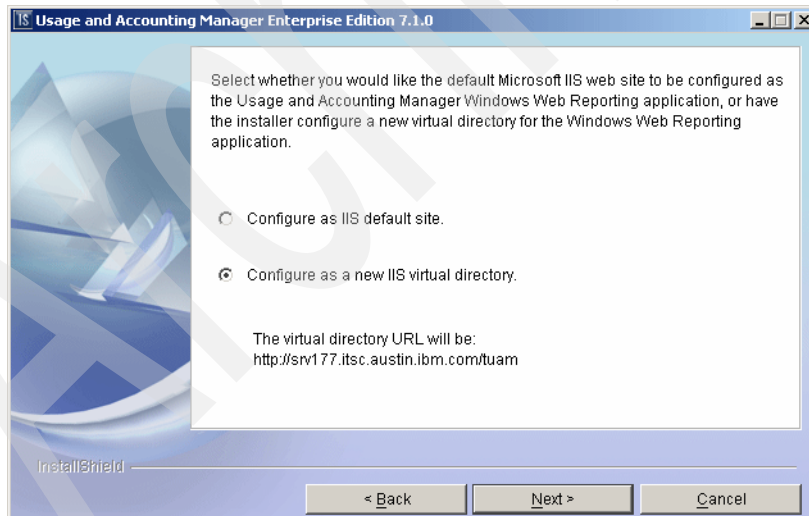 TS Usage and Accounting Manager Enterprise Edition 7.1.0
Select whether you would like the default Microsoft IIS web site to be configured as
the Usage and Accounting Manager Windows Web Reporting application, or have
the installer configure a new virtual directory for the Windows Web Reporting
application.
Configure as IIS default site.
Configure as a new IIS virtual directory.
The virtual directory URL will be:
http://srv177.itsc.austin.ibm.com/tuam
InstallShield
< Back Next > Cancel